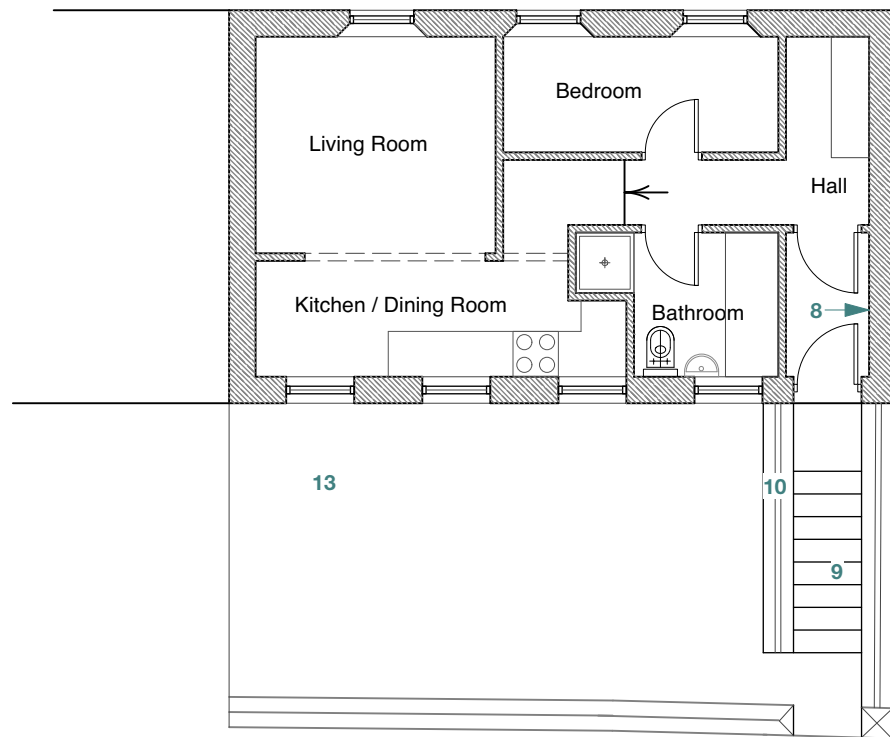 Bedroom
Living Room
Hall
Kitchen / Dining Room
Bathroom
8
13
10
9